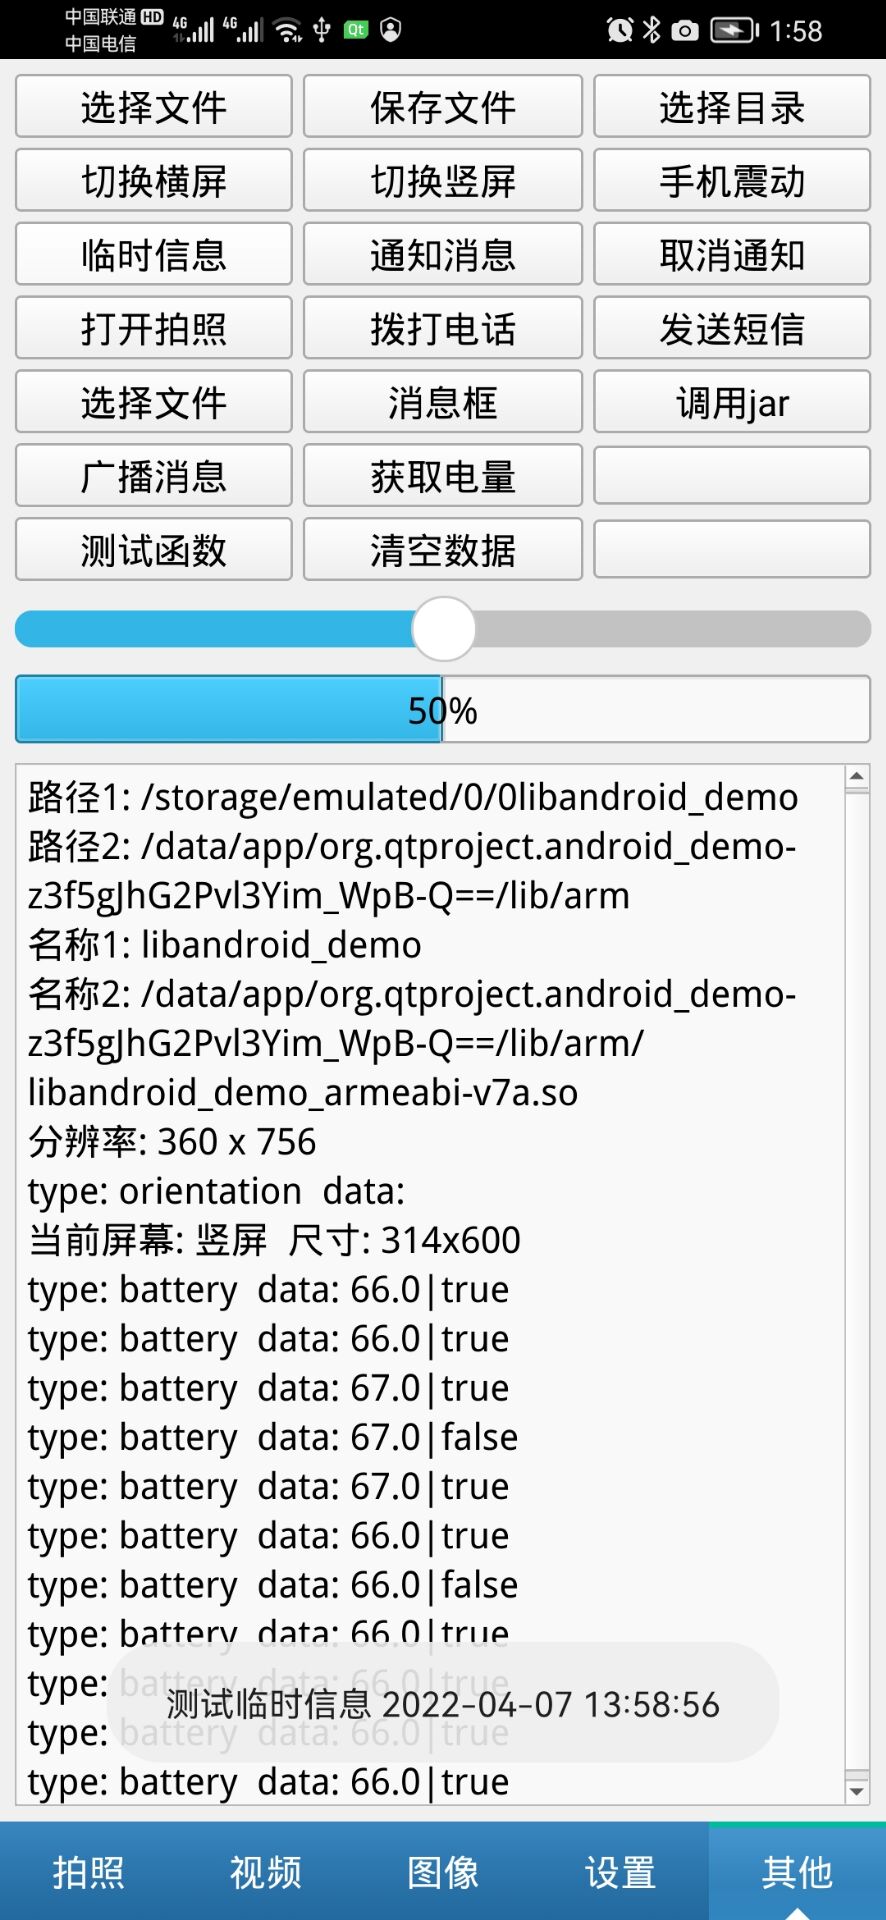 中国联通 HD 4G 4G Qt 1:58
中国电信
选择文件 保存文件 选择目录
切换横屏 切换竖屏 手机震动
临时信息 通知消息 取消通知
打开拍照 拨打电话 发送短信
选择文件 消息框 调用jar
广播消息 获取电量
测试函数 清空数据
50%
路径1: /storage/emulated/0/0libandroid_demo
路径2: /data/app/org.qtproject.android_demo-
z3f5gJhG2Pvl3Yim_WpB-Q==/lib/arm
名称1: libandroid_demo
名称2: /data/app/org.qtproject.android_demo-
z3f5gJhG2Pvl3Yim_WpB-Q==/lib/arm/
libandroid_demo_armeabi-v7a.so
分辨率: 360 x 756
type: orientation  data:
当前屏幕: 竖屏  尺寸: 314x600
type: battery  data: 66.0|true
type: battery  data: 66.0|true
type: battery  data: 67.0|true
type: battery  data: 67.0|false
type: battery  data: 67.0|true
type: battery  data: 66.0|true
type: battery  data: 66.0|false
type: battery  data: 66.0|true
type: battery  data: 66.0|true
测试临时信息 2022-04-07 13:58:56
type: battery  data: 66.0|true
type: battery  data: 66.0|true
拍照 视频 图像 设置 其他